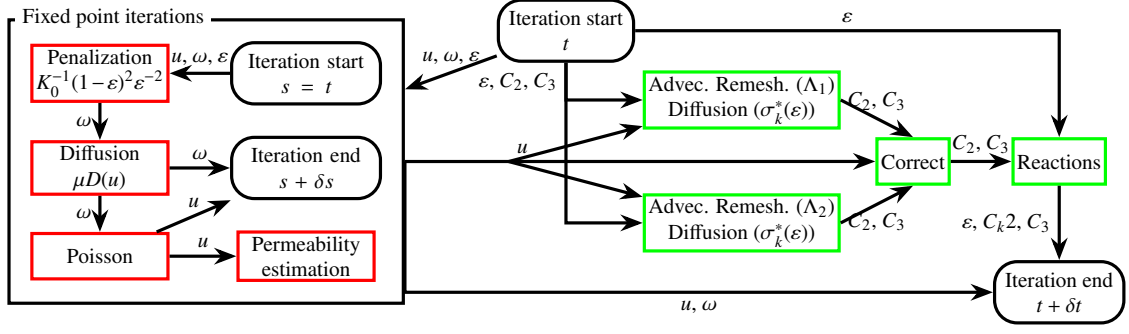 Fixed point iterations
Penalization
K₀⁻¹(1−ε)²ε⁻²
u, ω, ε
Iteration start
s = t
ω
Diffusion
μD(u)
ω
Iteration end
s + δs
ω
u
Poisson
u
Permeability
estimation
Iteration start
t
ε
u, ω, ε
ε, C₂, C₃
Advec. Remesh. (Λ₁)
Diffusion (σₖ*(ε))
C₂, C₃
u
Correct
C₂, C₃
Reactions
Advec. Remesh. (Λ₂)
Diffusion (σₖ*(ε))
C₂, C₃
ε, Cₖ2, C₃
u, ω
Iteration end
t + δt